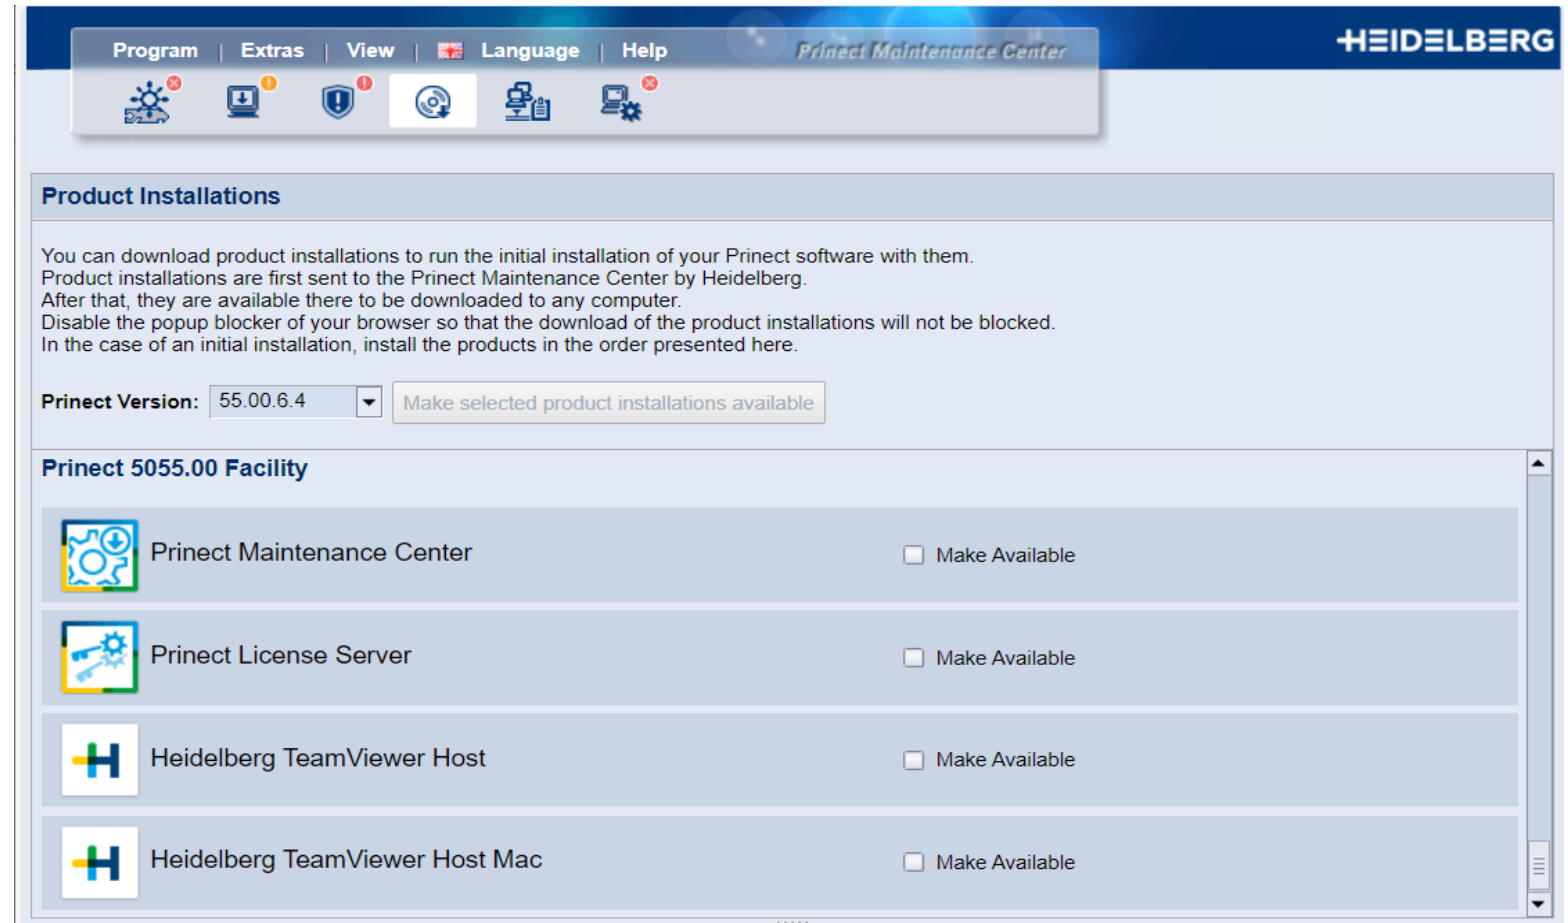 HEIDELBERG
Program | Extras | View | Language | Help
Prinect Maintenance Center
Product Installations
You can download product installations to run the initial installation of your Prinect software with them.
Product installations are first sent to the Prinect Maintenance Center by Heidelberg.
After that, they are available there to be downloaded to any computer.
Disable the popup blocker of your browser so that the download of the product installations will not be blocked.
In the case of an initial installation, install the products in the order presented here.
Prinect Version: 55.00.6.4 Make selected product installations available
Prinect 5055.00 Facility
Prinect Maintenance Center Make Available
Prinect License Server Make Available
Heidelberg TeamViewer Host Make Available
Heidelberg TeamViewer Host Mac Make Available